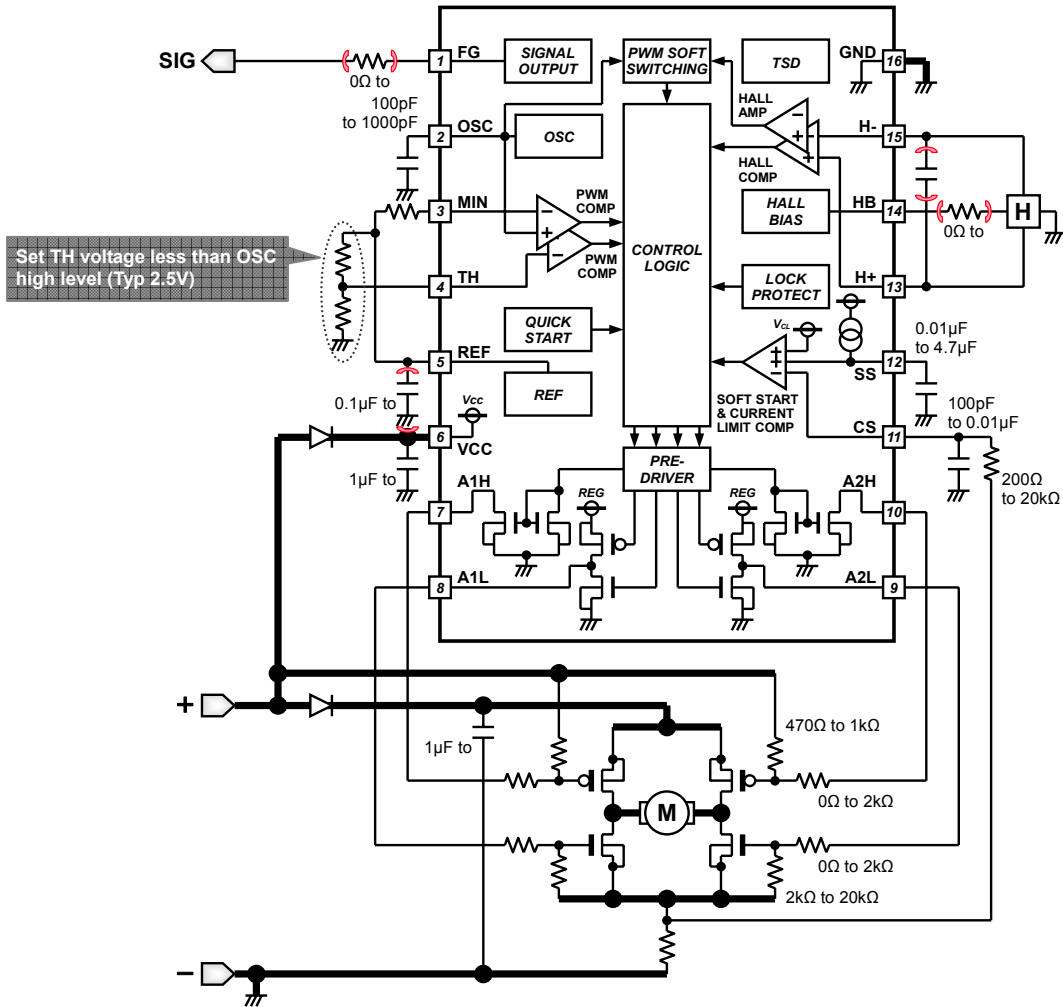 SIG
0Ω to
1
FG
SIGNAL
OUTPUT
PWM SOFT
SWITCHING
TSD
GND
16
100pF
to 1000pF
2
OSC
OSC
HALL
AMP
HALL
COMP
H-
15
MIN
3
PWM
COMP
PWM
COMP
CONTROL
LOGIC
HALL
BIAS
HB
14
0Ω to
H
Set TH voltage less than OSC
high level (Typ 2.5V)
4
TH
LOCK
PROTECT
H+
13
QUICK
START
VCL
0.01µF
to 4.7µF
5
REF
REF
SS
12
0.1µF to
SOFT START
& CURRENT
LIMIT COMP
100pF
to 0.01µF
CS
11
Vcc
6
VCC
1µF to
PRE-
DRIVER
200Ω
to 20kΩ
A1H
7
REG
REG
A2H
10
A1L
8
A2L
9
+
1µF to
470Ω to 1kΩ
0Ω to 2kΩ
M
0Ω to 2kΩ
2kΩ to 20kΩ
−